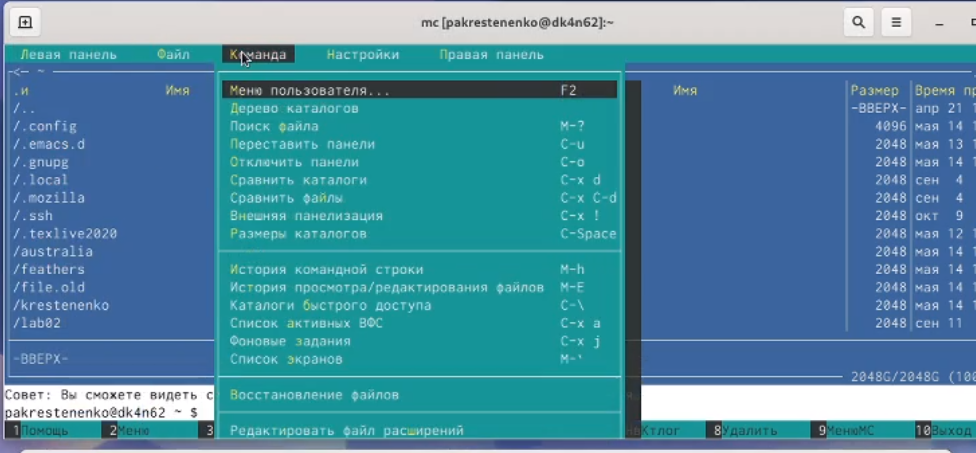 mc [pakrestenenko@dk4n62]:~
Левая панель Файл Команда Настройки Правая панель
<- ~
.и Имя Имя Размер Время пр
Меню пользователя... F2
/.. Дерево каталогов -ВВЕРХ- апр 21 1
/.config Поиск файла M-? 4096 мая 14 1
/.emacs.d Переставить панели C-u 2048 мая 13 1
/.gnupg Отключить панели C-o 2048 мая 14 1
/.local Сравнить каталоги C-x d 2048 сен 4
/.mozilla Сравнить файлы C-x C-d 2048 сен 4
/.ssh Внешняя панелизация C-x ! 2048 окт 9
/.texlive2020 Размеры каталогов C-Space 2048 мая 12 1
/australia 2048 мая 14 1
/feathers История командной строки M-h 2048 мая 14 1
/file.old История просмотра/редактирования файлов M-E 2048 мая 14 1
/krestenenko Каталоги быстрого доступа C-\ 2048 мая 14 1
/lab02 Список активных ВФС C-x a 2048 сен 11
Фоновые задания C-x j
-ВВЕРХ- Список экранов M-`
2048G/2048G (100
Совет: Вы сможете видеть с Восстановление файлов
pakrestenenko@dk4n62 ~ $
1Помощь 2Меню 3 Редактировать файл расширений Ктлог 8Удалить 9МенюMC 10Выход